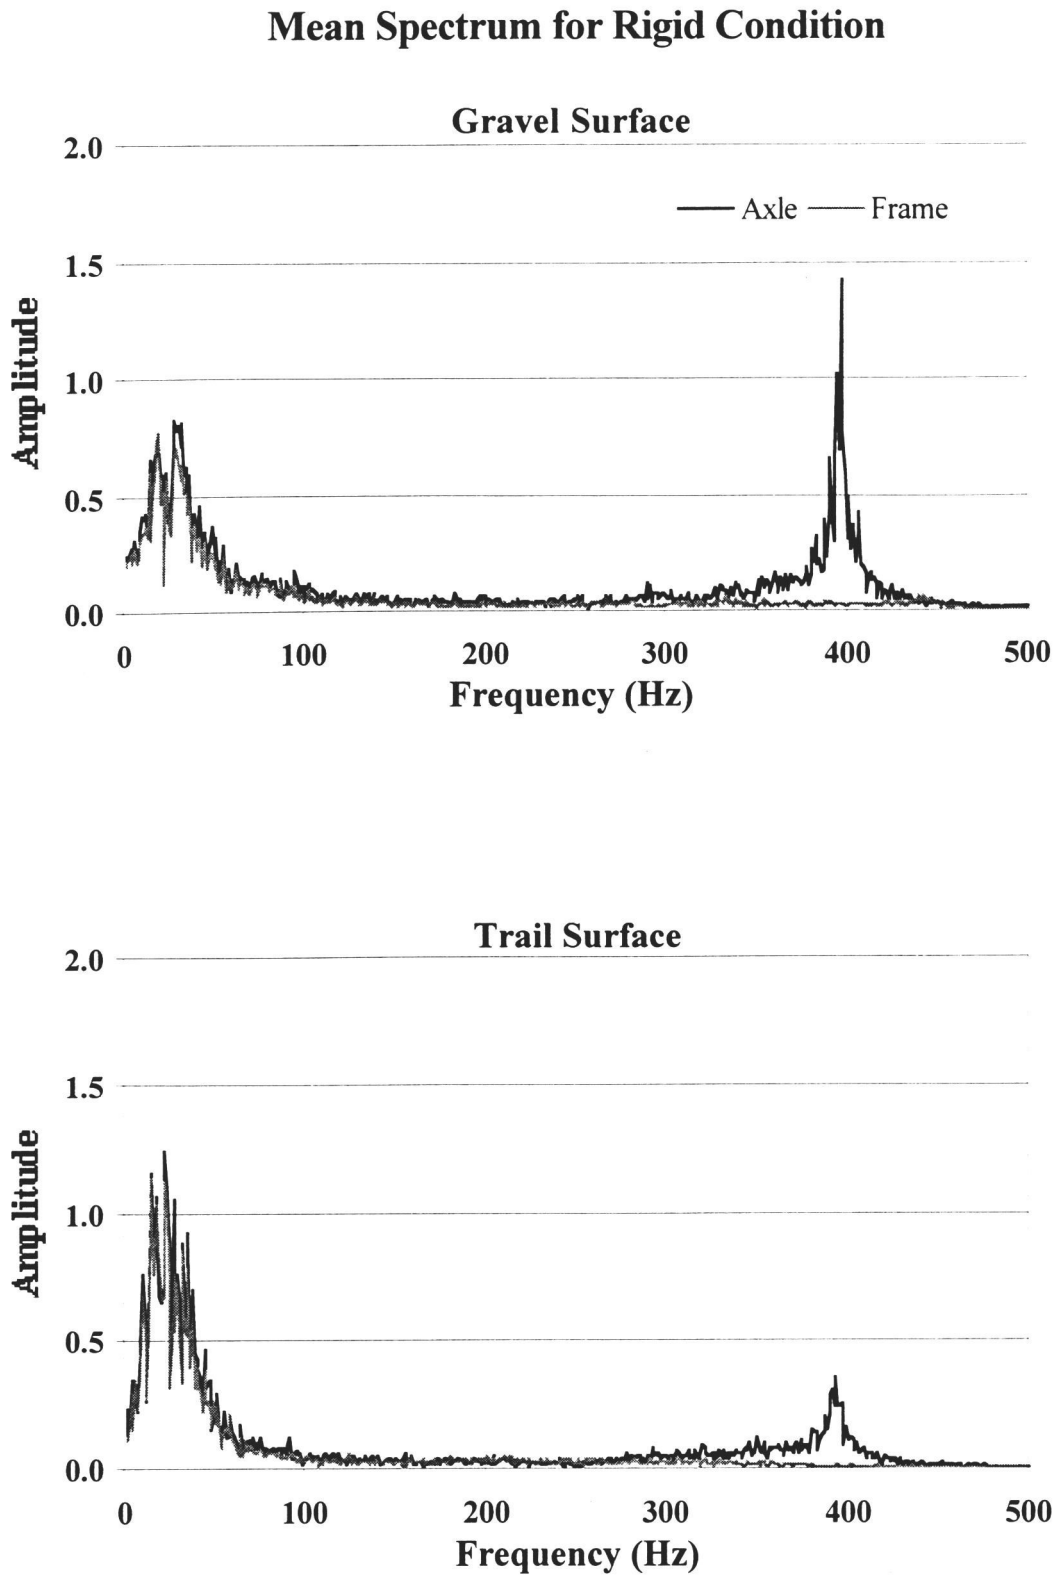 Mean Spectrum for Rigid Condition
Gravel Surface
2.0
Axle Frame
1.5
Amplitude
1.0
0.5
0.0
0 100 200 300 400 500
Frequency (Hz)
Trail Surface
2.0
1.5
Amplitude
1.0
0.5
0.0
0 100 200 300 400 500
Frequency (Hz)